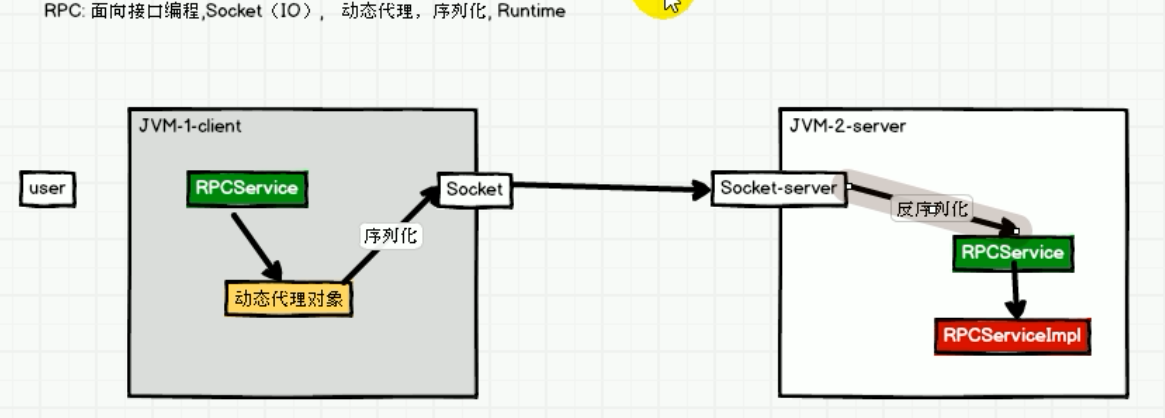 RPC: 面向接口编程,Socket（IO）, 动态代理，序列化, Runtime
JVM-1-client
JVM-2-server
user
RPCService
Socket
Socket-server
序列化
反序列化
RPCService
动态代理对象
RPCServiceImpl